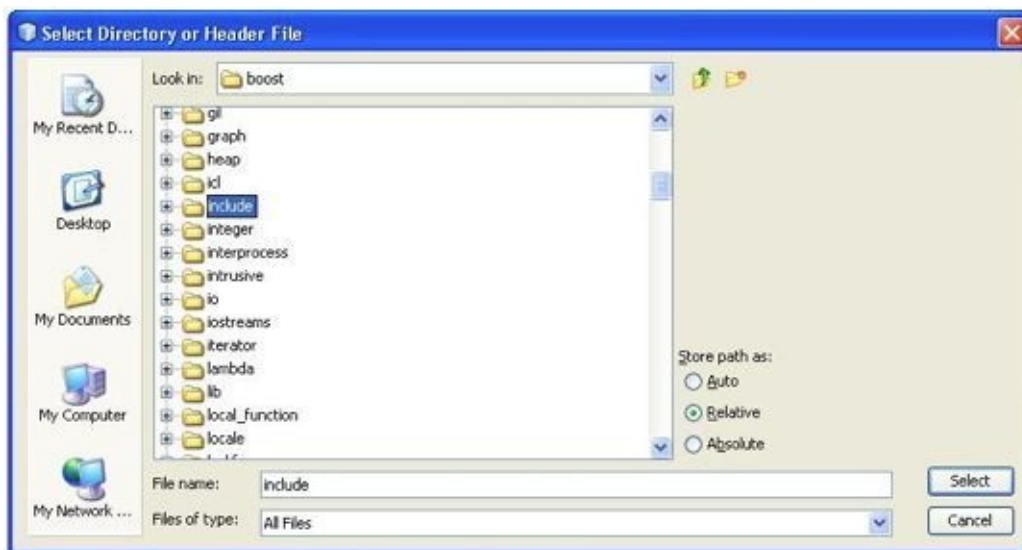 Select Directory or Header File
Look in:
boost
My Recent D...
Desktop
My Documents
My Computer
My Network ...
gil
graph
heap
icl
include
integer
interprocess
intrusive
io
iostreams
iterator
lambda
lib
local_function
locale
Store path as:
Auto
Relative
Absolute
File name:
include
Select
Files of type:
All Files
Cancel